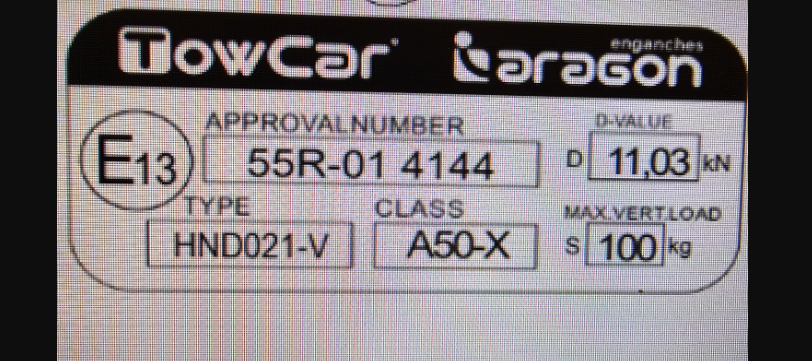 TowCar® enganches aragon
APPROVALNUMBER D-VALUE
E13 55R-01 4144 D 11,03 kN
TYPE CLASS MAX.VERT.LOAD
HND021-V A50-X S 100 kg